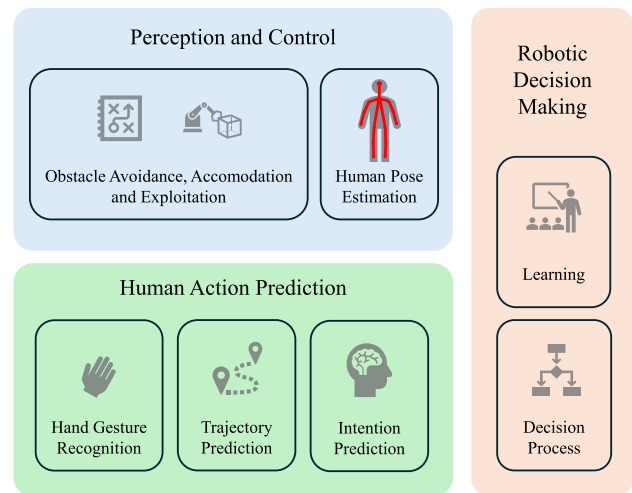 Perception and Control
Obstacle Avoidance, Accomodation
and Exploitation
Human Pose
Estimation
Human Action Prediction
Hand Gesture
Recognition
Trajectory
Prediction
Intention
Prediction
Robotic
Decision
Making
Learning
Decision
Process